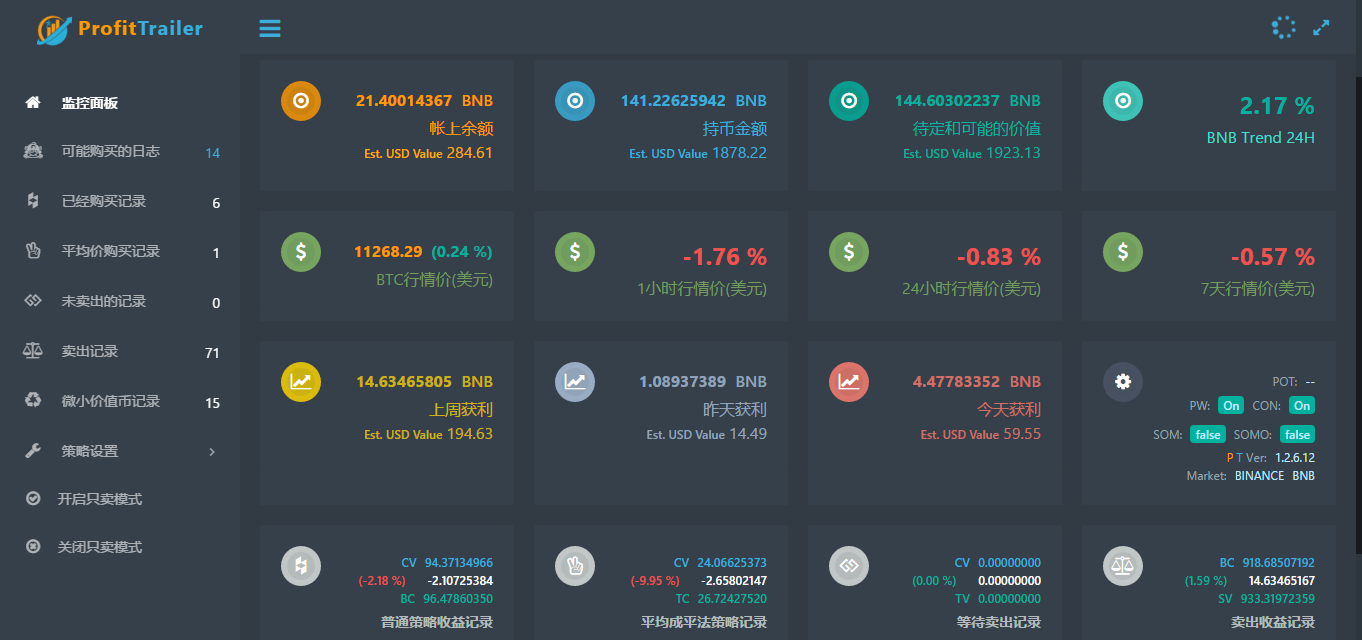 ProfitTrailer
监控面板
可能购买的日志 14
已经购买记录 6
平均价购买记录 1
未卖出的记录 0
卖出记录 71
微小价值币记录 15
策略设置
开启只卖模式
关闭只卖模式
21.40014367 BNB
帐上余额
Est. USD Value 284.61
141.22625942 BNB
持币金额
Est. USD Value 1878.22
144.60302237 BNB
待定和可能的价值
Est. USD Value 1923.13
2.17 %
BNB Trend 24H
$
11268.29 (0.24 %)
BTC行情价(美元)
$
-1.76 %
1小时行情价(美元)
$
-0.83 %
24小时行情价(美元)
$
-0.57 %
7天行情价(美元)
14.63465805 BNB
上周获利
Est. USD Value 194.63
1.08937389 BNB
昨天获利
Est. USD Value 14.49
4.47783352 BNB
今天获利
Est. USD Value 59.55
POT: --
PW: On CON: On
SOM: false SOMO: false
P T Ver: 1.2.6.12
Market: BINANCE BNB
CV 94.37134966
(-2.18 %) -2.10725384
BC 96.47860350
普通策略收益记录
CV 24.06625373
(-9.95 %) -2.65802147
TC 26.72427520
平均成平法策略记录
CV 0.00000000
(0.00 %) 0.00000000
TV 0.00000000
等待卖出记录
BC 918.68507192
(1.59 %) 14.63465167
SV 933.31972359
卖出收益记录